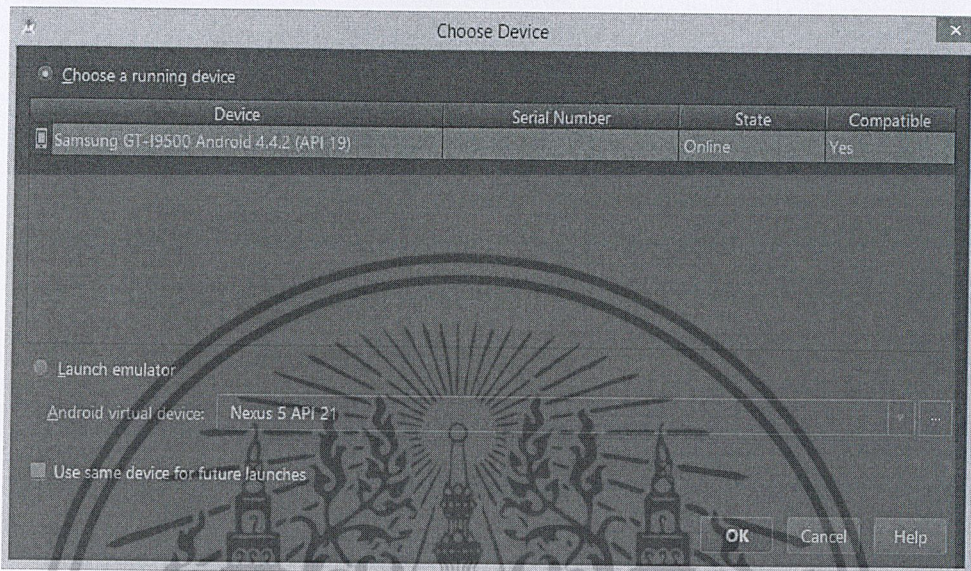 Choose Device
Choose a running device
Device Serial Number State Compatible
Samsung GT-I9500 Android 4.4.2 (API 19) Online Yes
Launch emulator
Android virtual device: Nexus 5 API 21 ...
Use same device for future launches
OK Cancel Help